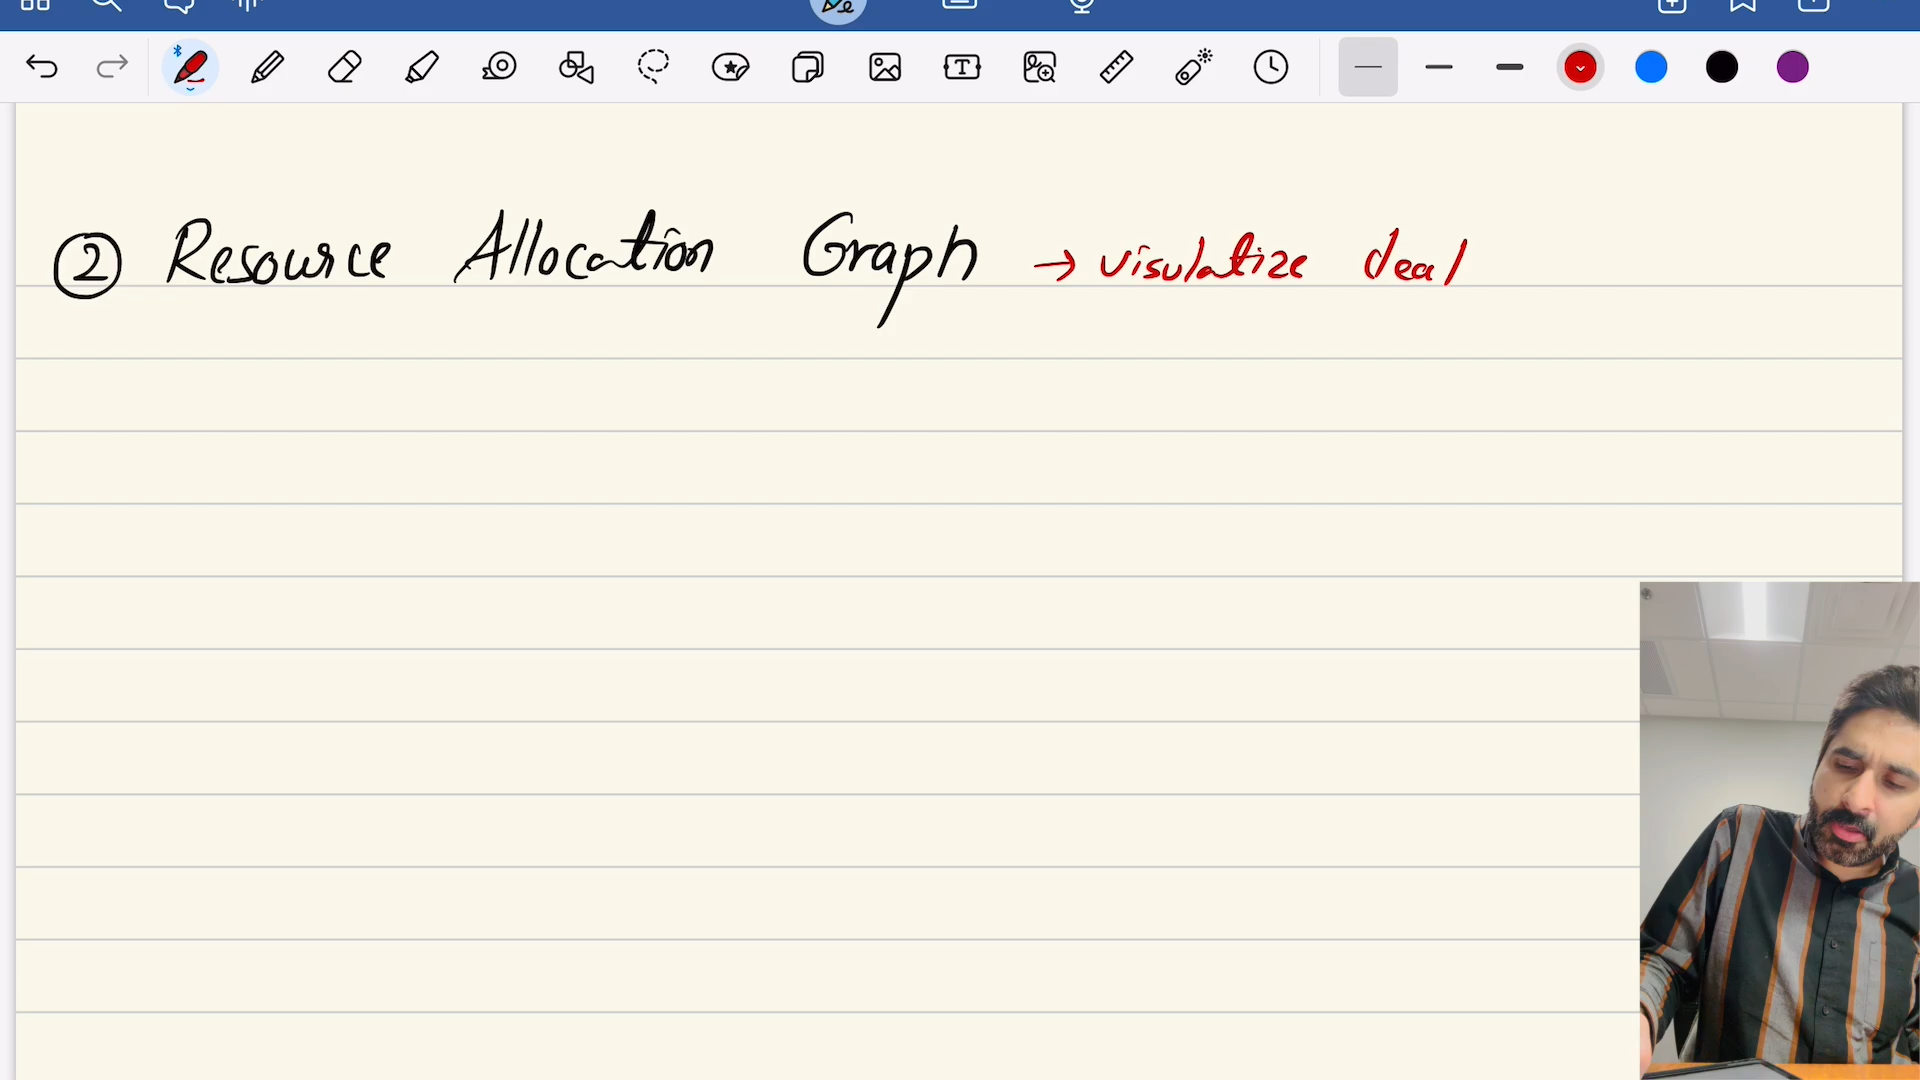 ② Resource Allocation Graph → visulatize deal